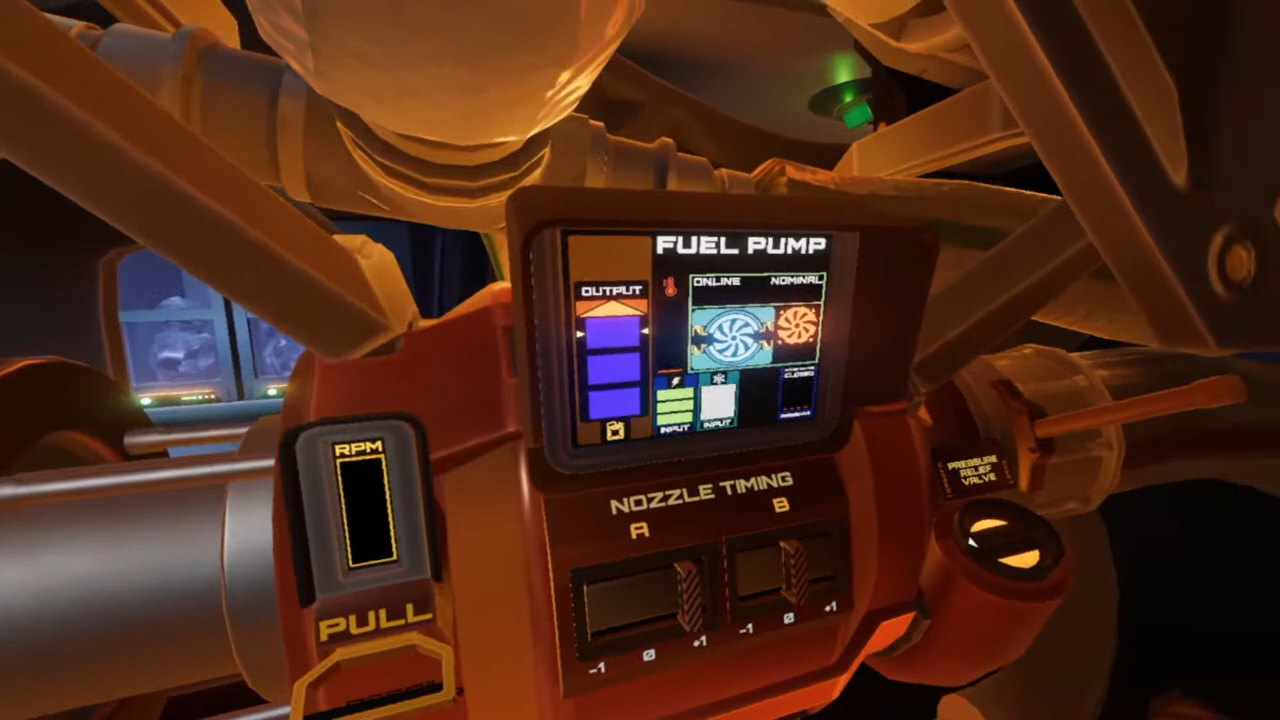 FUEL PUMP
OUTPUT
ONLINE NOMINAL
INPUT
INPUT
CLOSED
RPM
PULL
NOZZLE TIMING
A B
-1 0 +1
-1 0 +1
PRESSURE
RELIEF
VALVE